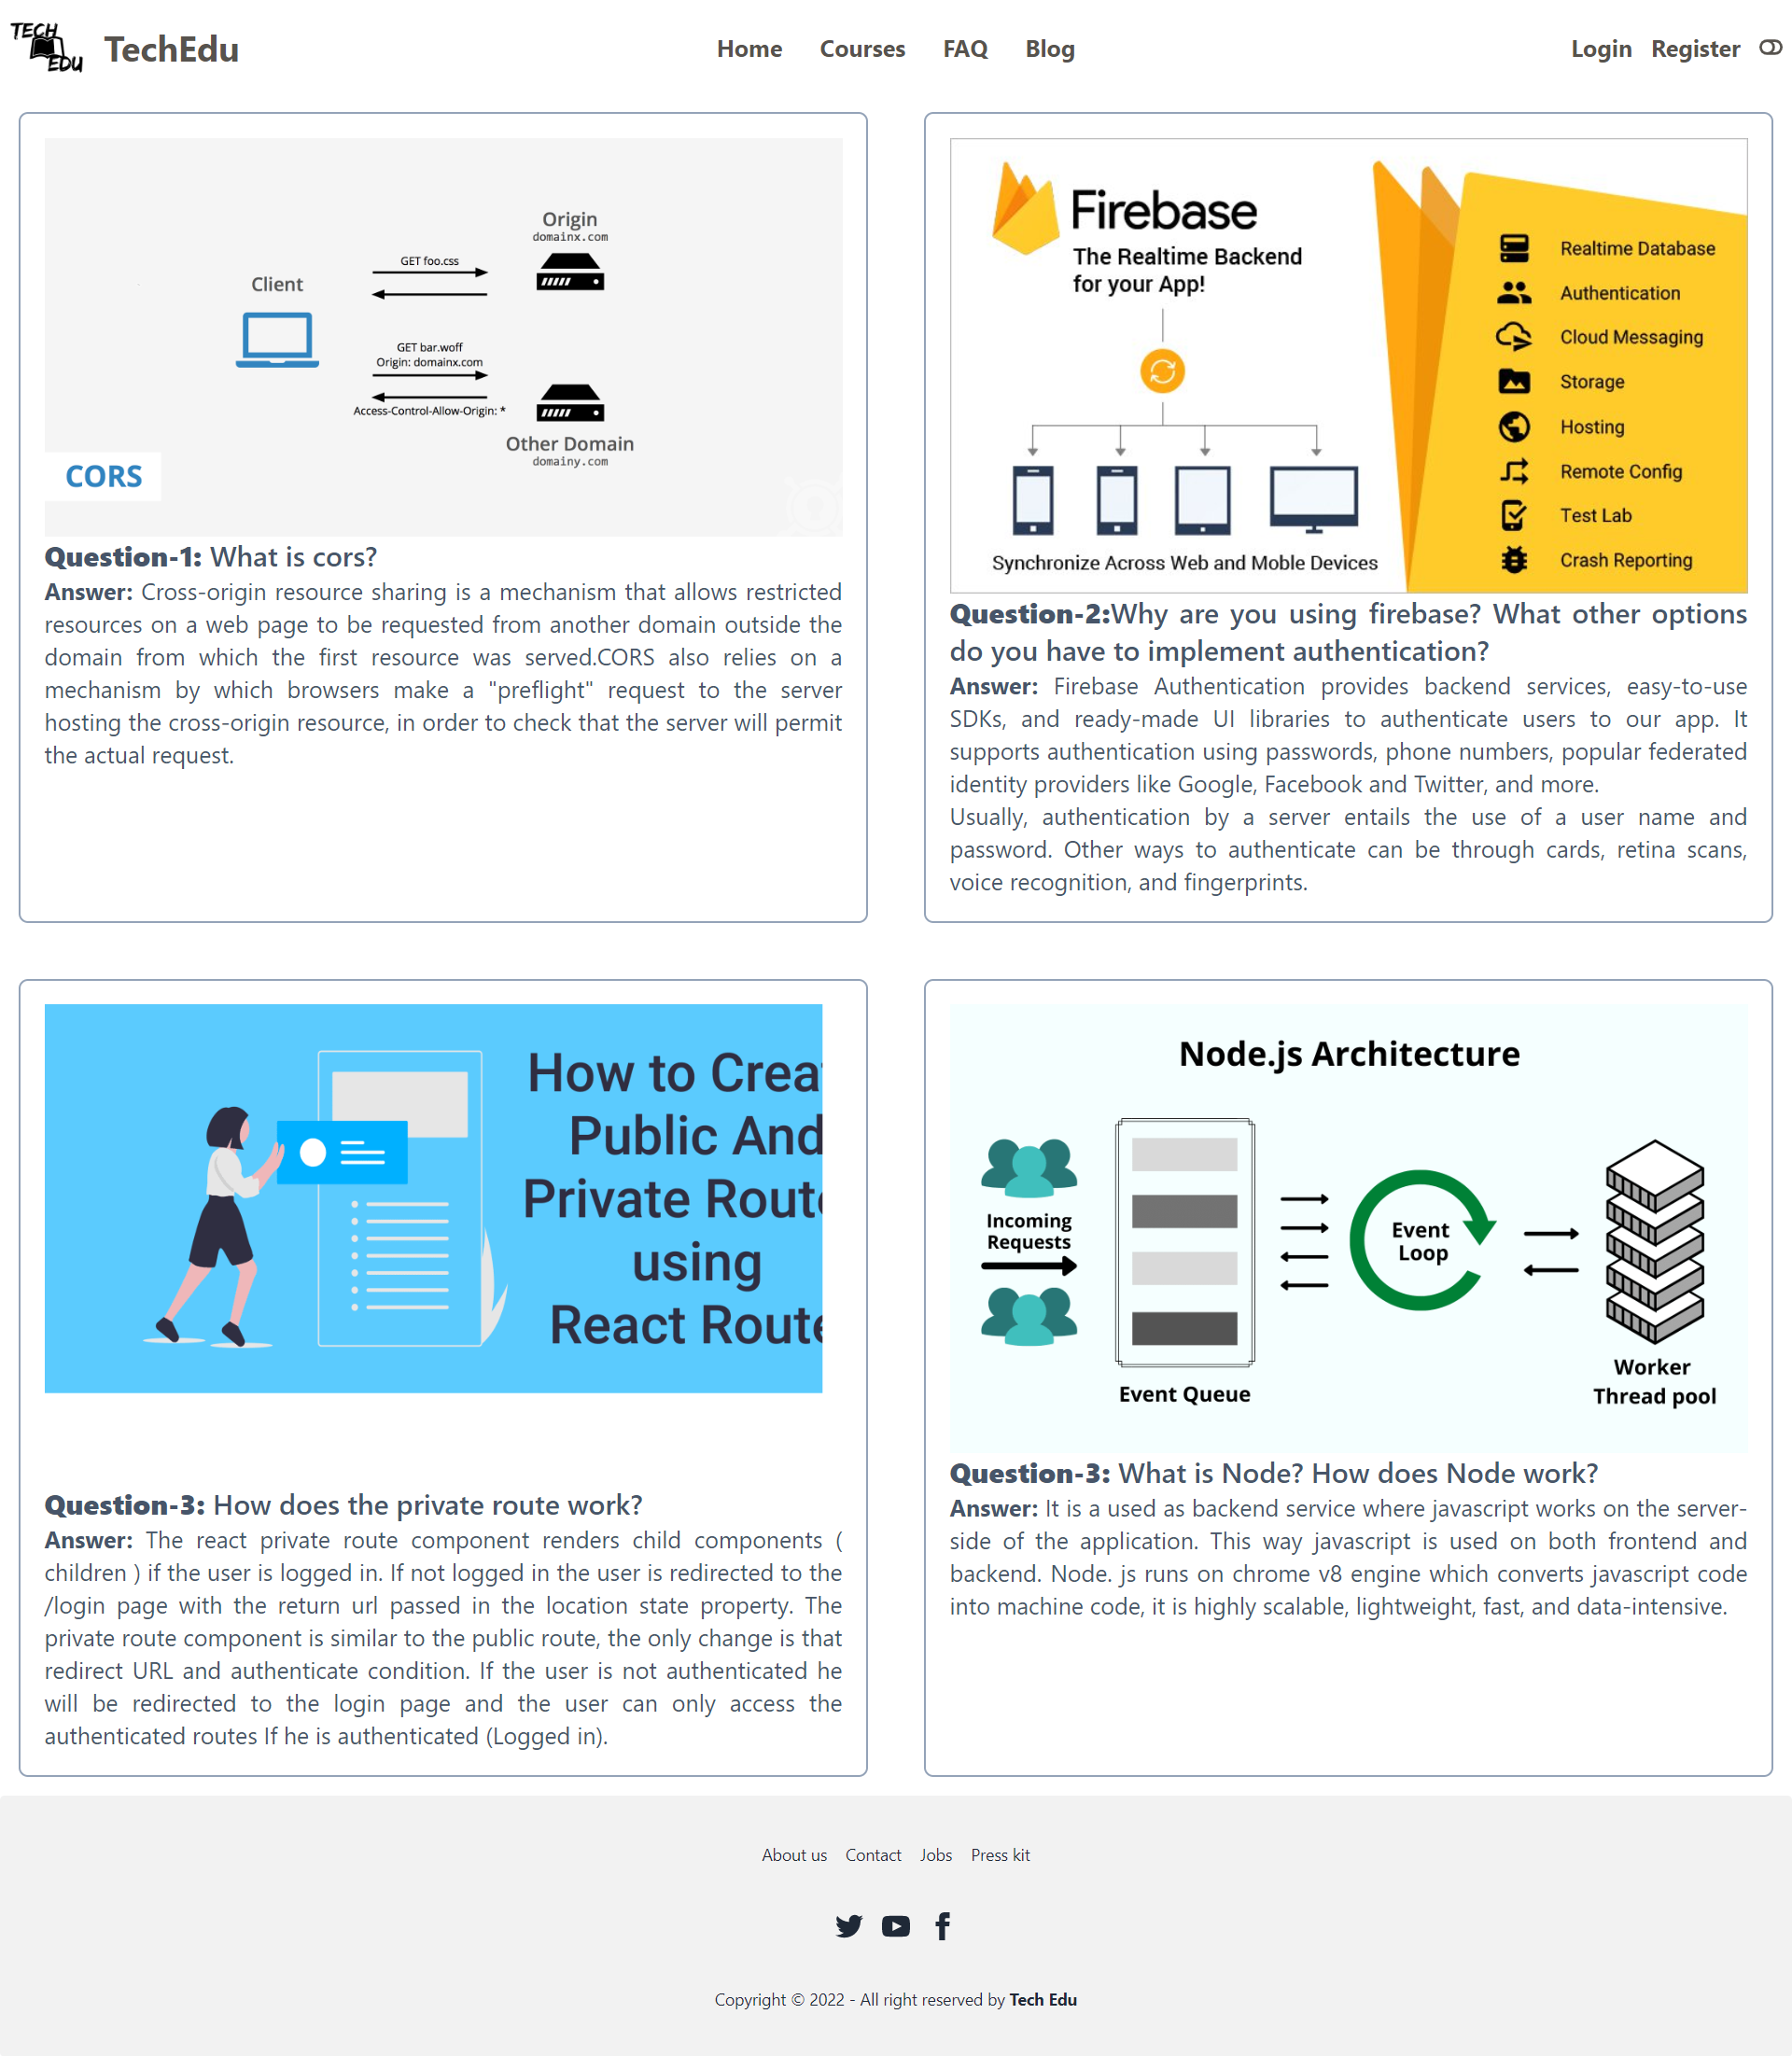 TECH
EDU
TechEdu
Home Courses FAQ Blog
Login Register
Origin
domainx.com
GET foo.css
Client
GET bar.woff
Origin: domainx.com
Access-Control-Allow-Origin: *
Other Domain
domainy.com
CORS
Question-1: What is cors?
Answer: Cross-origin resource sharing is a mechanism that allows restricted
resources on a web page to be requested from another domain outside the
domain from which the first resource was served.CORS also relies on a
mechanism by which browsers make a "preflight" request to the server
hosting the cross-origin resource, in order to check that the server will permit
the actual request.
Firebase
The Realtime Backend
for your App!
Synchronize Across Web and Moble Devices
Realtime Database
Authentication
Cloud Messaging
Storage
Hosting
Remote Config
Test Lab
Crash Reporting
Question-2:Why are you using firebase? What other options
do you have to implement authentication?
Answer: Firebase Authentication provides backend services, easy-to-use
SDKs, and ready-made UI libraries to authenticate users to our app. It
supports authentication using passwords, phone numbers, popular federated
identity providers like Google, Facebook and Twitter, and more.
Usually, authentication by a server entails the use of a user name and
password. Other ways to authenticate can be through cards, retina scans,
voice recognition, and fingerprints.
How to Crea
Public And
Private Rout
using
React Route
Question-3: How does the private route work?
Answer: The react private route component renders child components (
children ) if the user is logged in. If not logged in the user is redirected to the
/login page with the return url passed in the location state property. The
private route component is similar to the public route, the only change is that
redirect URL and authenticate condition. If the user is not authenticated he
will be redirected to the login page and the user can only access the
authenticated routes If he is authenticated (Logged in).
Node.js Architecture
Incoming
Requests
Event Queue
Event
Loop
Worker
Thread pool
Question-3: What is Node? How does Node work?
Answer: It is a used as backend service where javascript works on the server-
side of the application. This way javascript is used on both frontend and
backend. Node. js runs on chrome v8 engine which converts javascript code
into machine code, it is highly scalable, lightweight, fast, and data-intensive.
About us Contact Jobs Press kit
Copyright © 2022 - All right reserved by Tech Edu